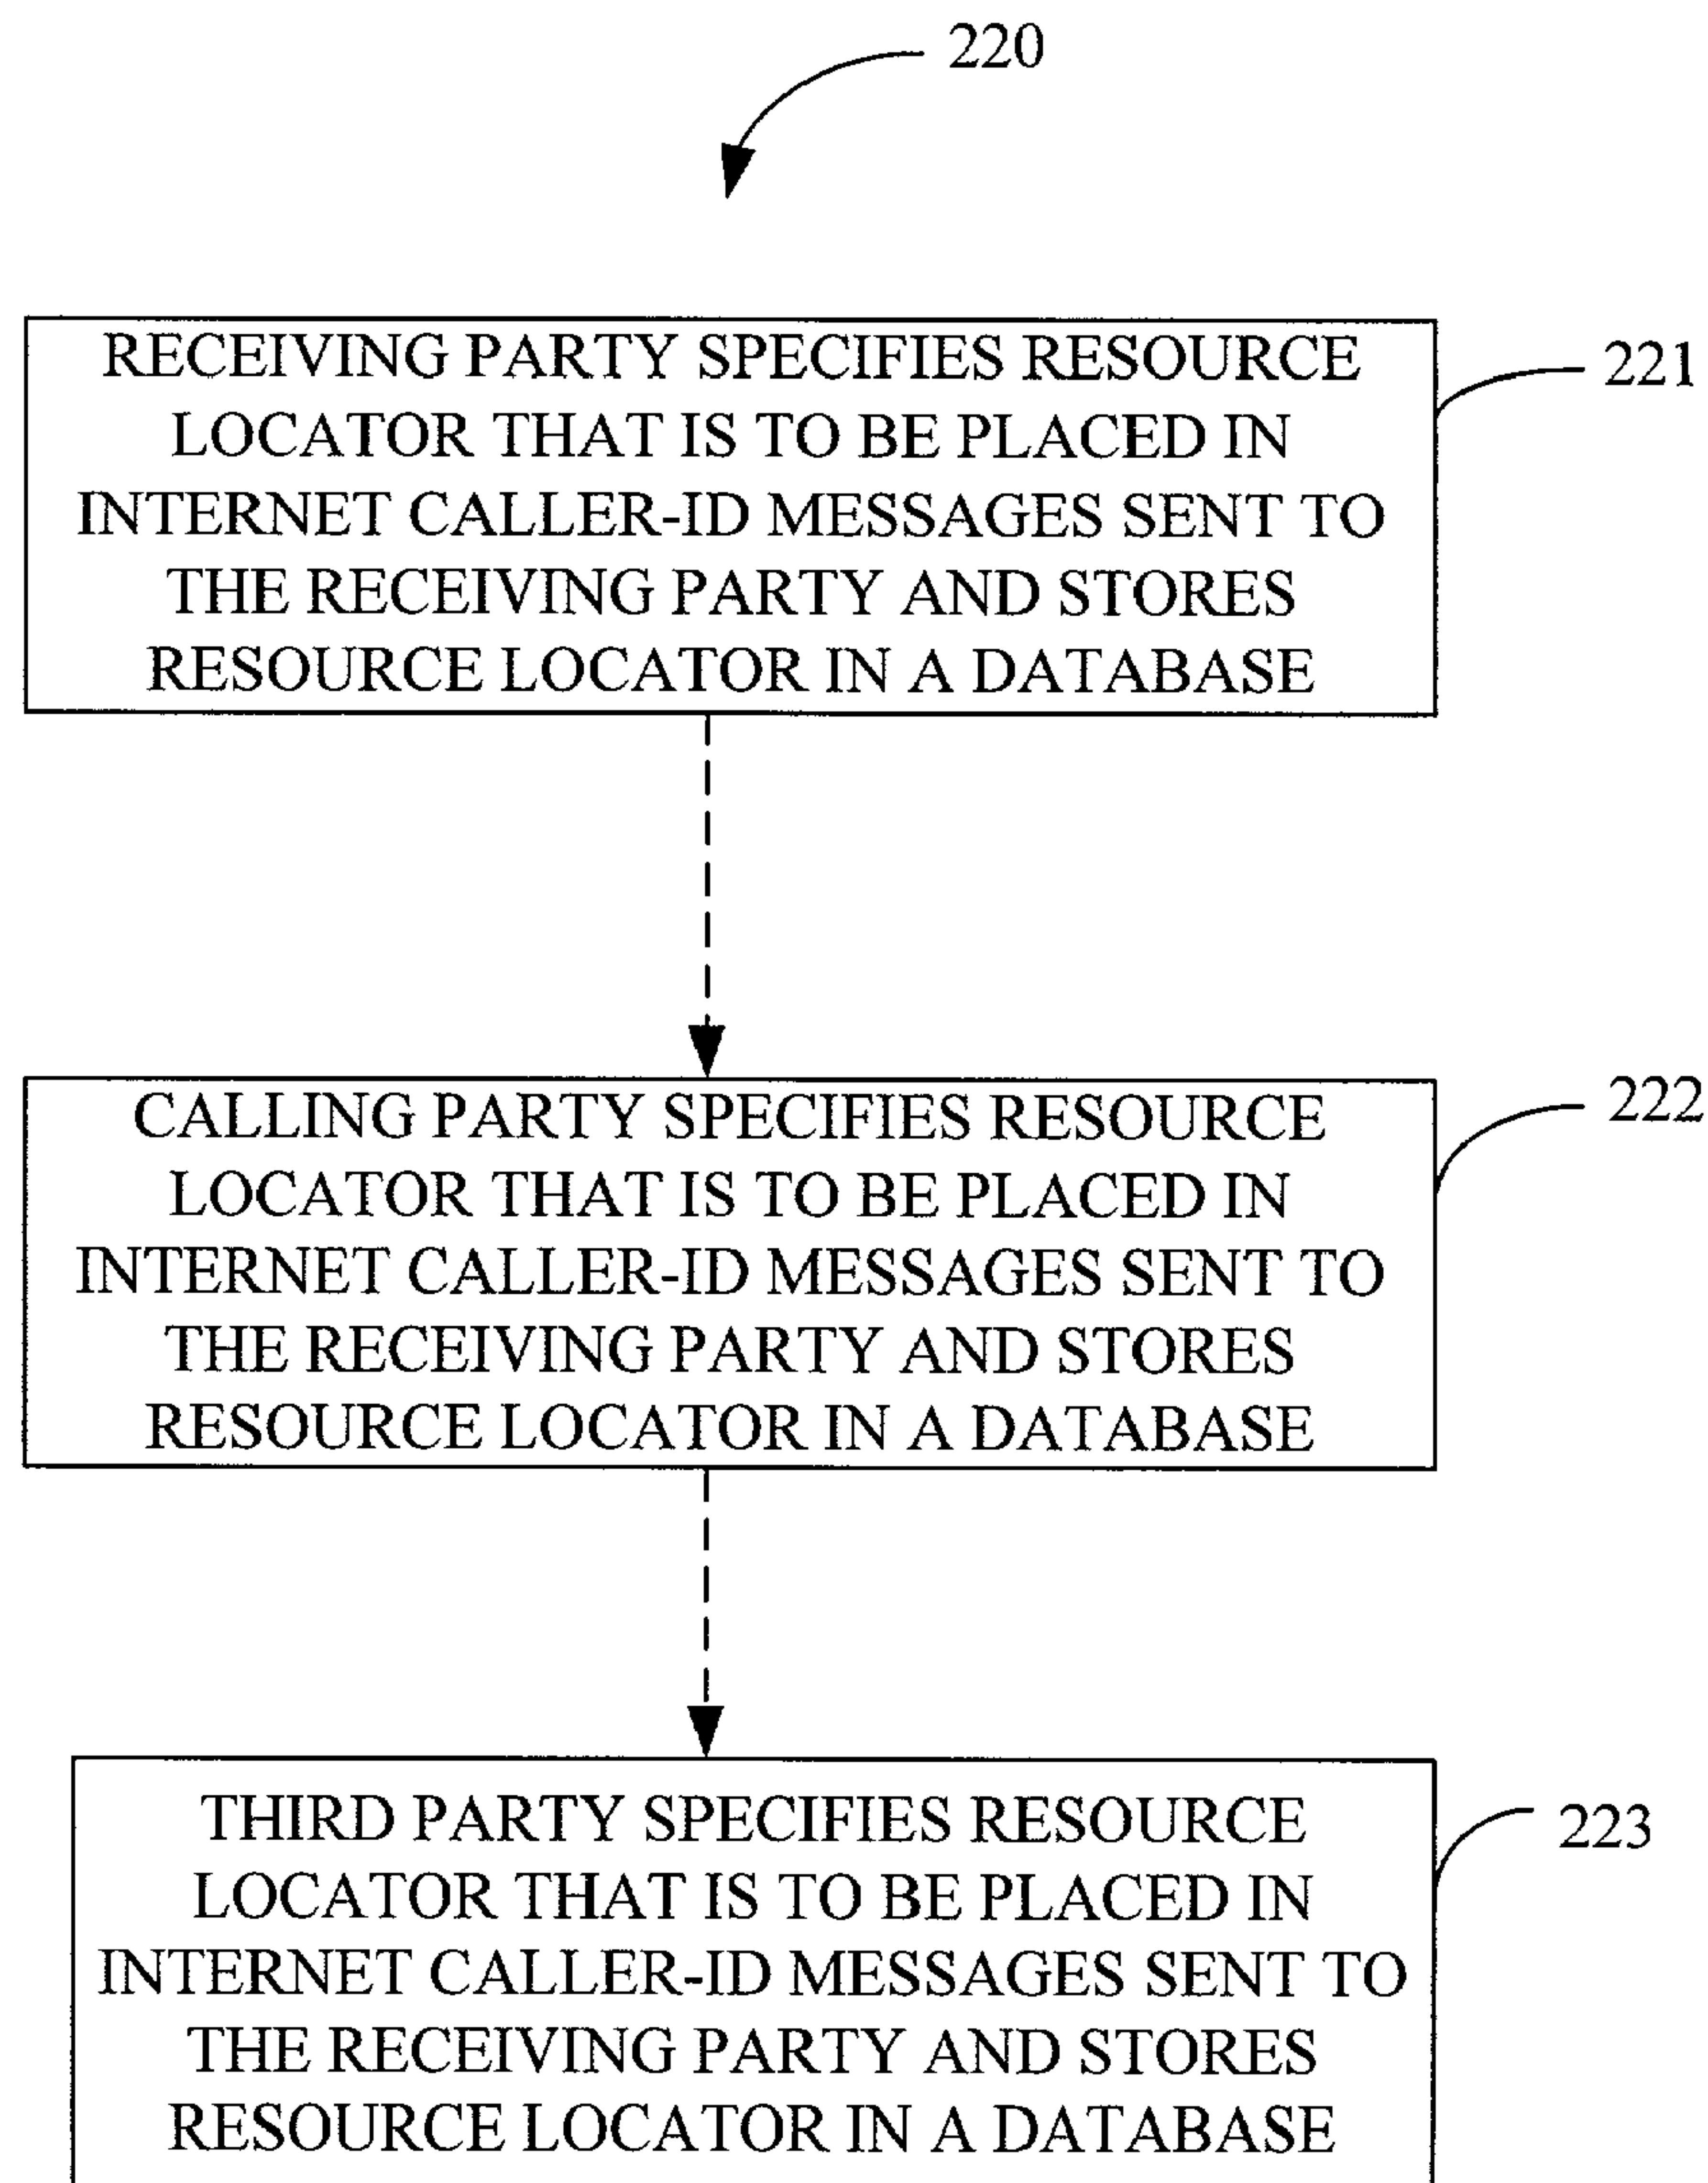 220
RECEIVING PARTY SPECIFIES RESOURCE
LOCATOR THAT IS TO BE PLACED IN
INTERNET CALLER-ID MESSAGES SENT TO
THE RECEIVING PARTY AND STORES
RESOURCE LOCATOR IN A DATABASE
221
CALLING PARTY SPECIFIES RESOURCE
LOCATOR THAT IS TO BE PLACED IN
INTERNET CALLER-ID MESSAGES SENT TO
THE RECEIVING PARTY AND STORES
RESOURCE LOCATOR IN A DATABASE
222
THIRD PARTY SPECIFIES RESOURCE
LOCATOR THAT IS TO BE PLACED IN
INTERNET CALLER-ID MESSAGES SENT TO
THE RECEIVING PARTY AND STORES
RESOURCE LOCATOR IN A DATABASE
223